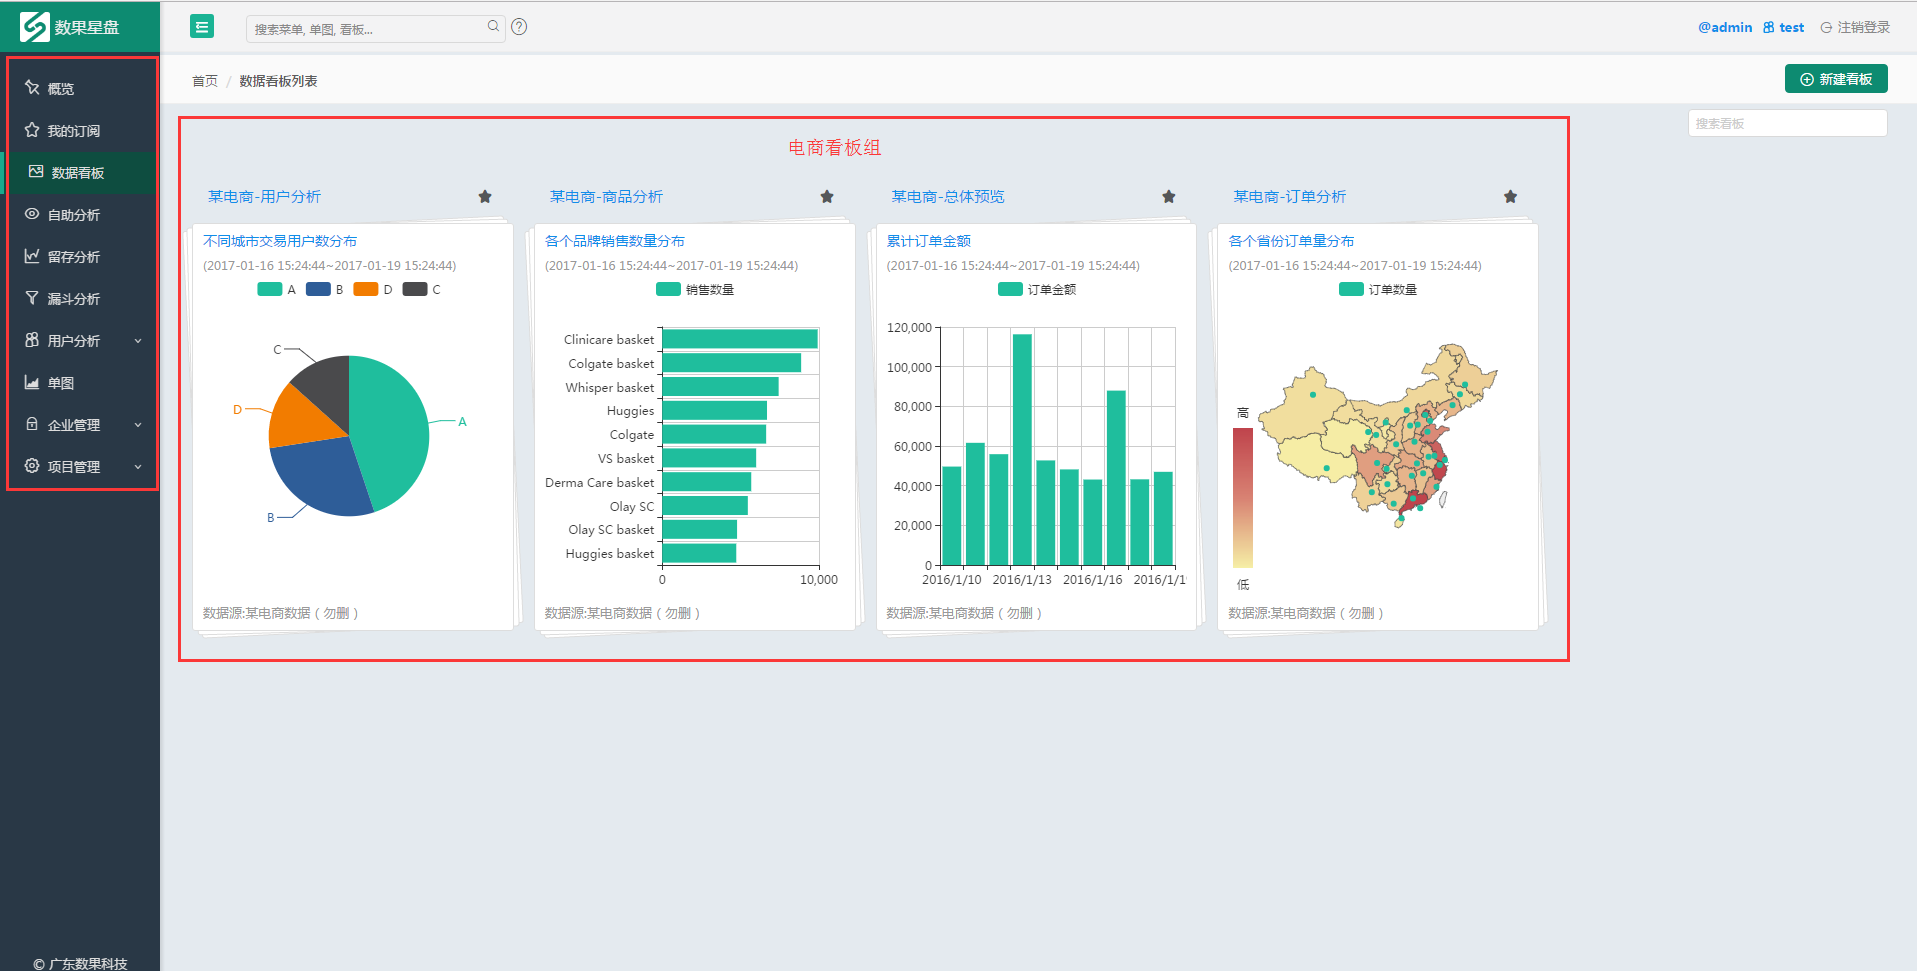 数果星盘
搜索菜单, 单图, 看板...
?
@admin
test
注销登录
概览
我的订阅
数据看板
自助分析
留存分析
漏斗分析
用户分析
单图
企业管理
项目管理
© 广东数果科技
首页 / 数据看板列表
新建看板
搜索看板
电商看板组
某电商-用户分析
不同城市交易用户数分布
(2017-01-16 15:24:44~2017-01-19 15:24:44)
A B D C
C
D
A
B
数据源:某电商数据（勿删）
某电商-商品分析
各个品牌销售数量分布
(2017-01-16 15:24:44~2017-01-19 15:24:44)
销售数量
Clinicare basket
Colgate basket
Whisper basket
Huggies
Colgate
VS basket
Derma Care basket
Olay SC
Olay SC basket
Huggies basket
0 10,000
数据源:某电商数据（勿删）
某电商-总体预览
累计订单金额
(2017-01-16 15:24:44~2017-01-19 15:24:44)
订单金额
120,000
100,000
80,000
60,000
40,000
20,000
0
2016/1/10 2016/1/13 2016/1/16 2016/1/1
数据源:某电商数据（勿删）
某电商-订单分析
各个省份订单量分布
(2017-01-16 15:24:44~2017-01-19 15:24:44)
订单数量
高
低
数据源:某电商数据（勿删）